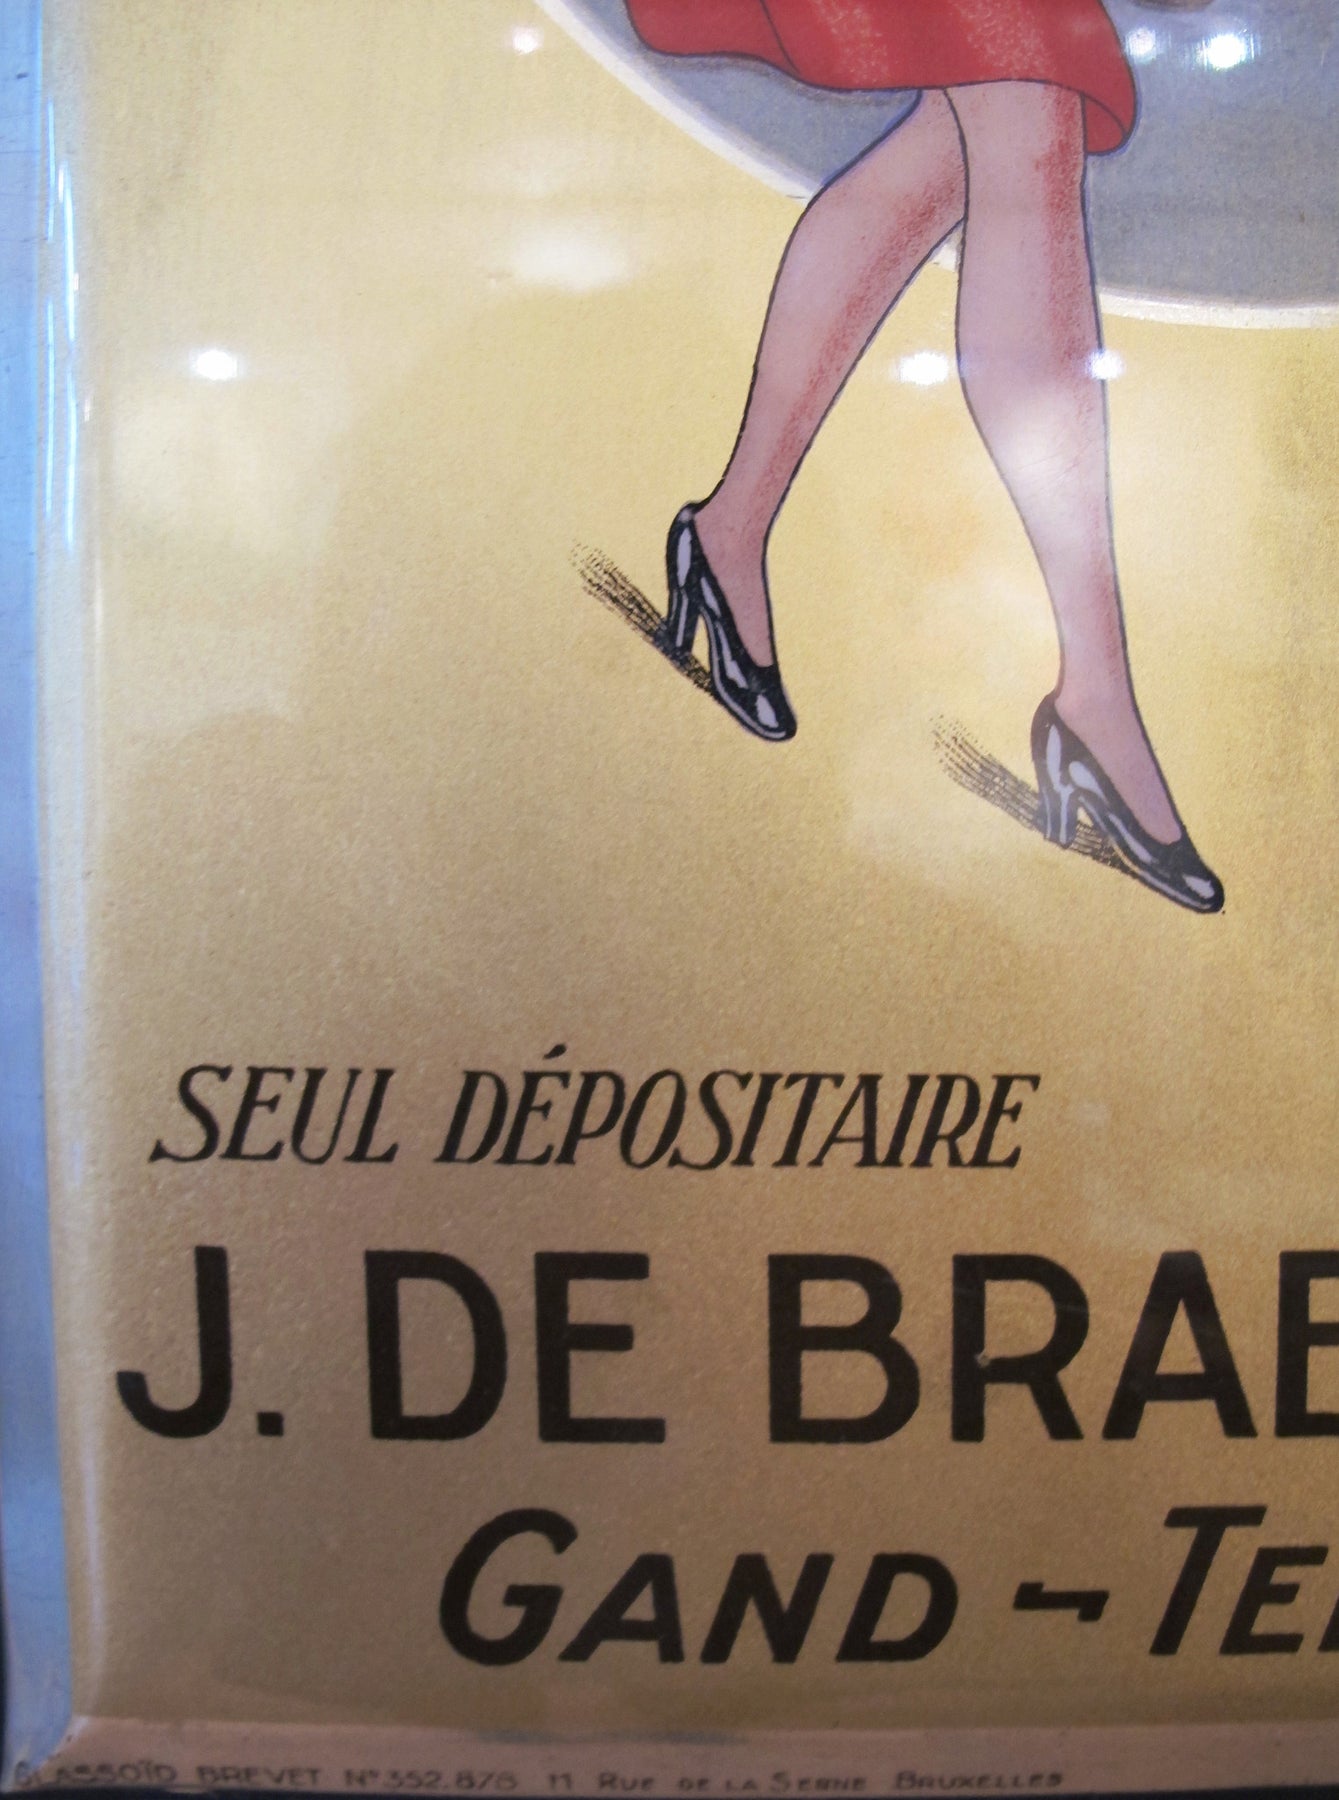 SEUL DÉPOSITAIRE
J. DE BRAE
GAND - TE
GLASSOÏD BREVET N° 352.878 11 RUE DE LA SENNE BRUXELLES